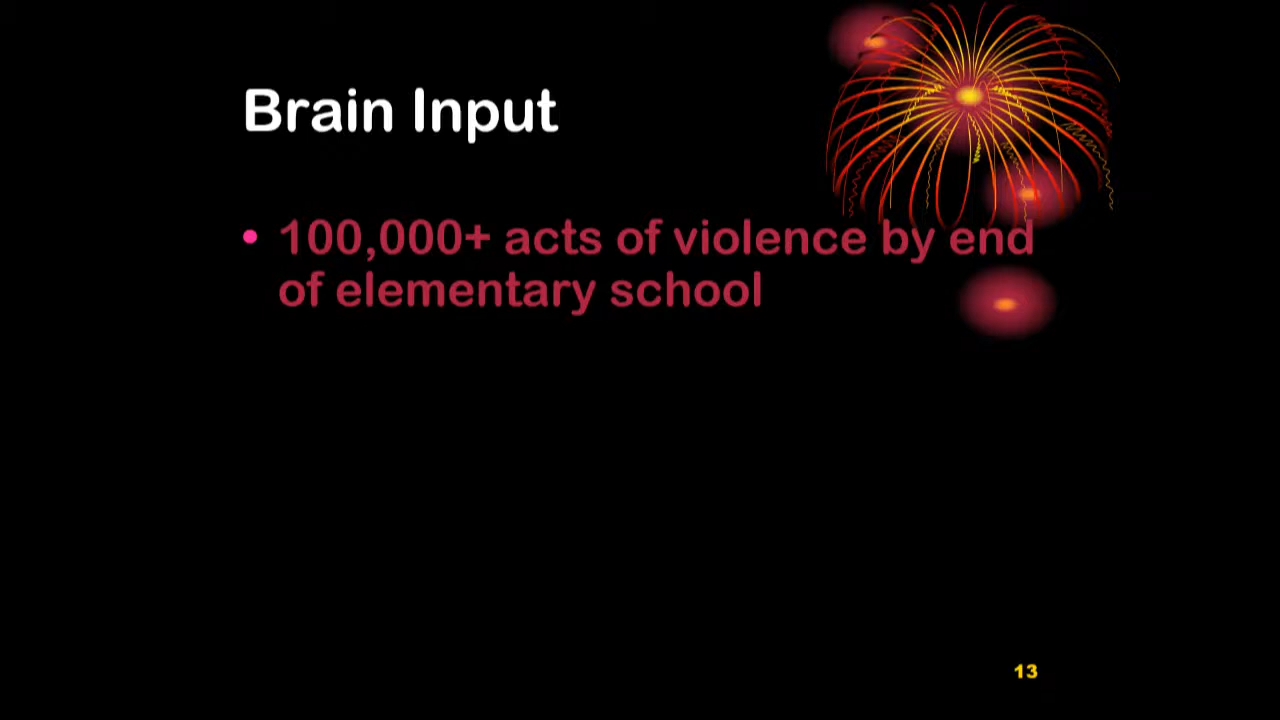 Brain Input
• 100,000+ acts of violence by end
of elementary school
13